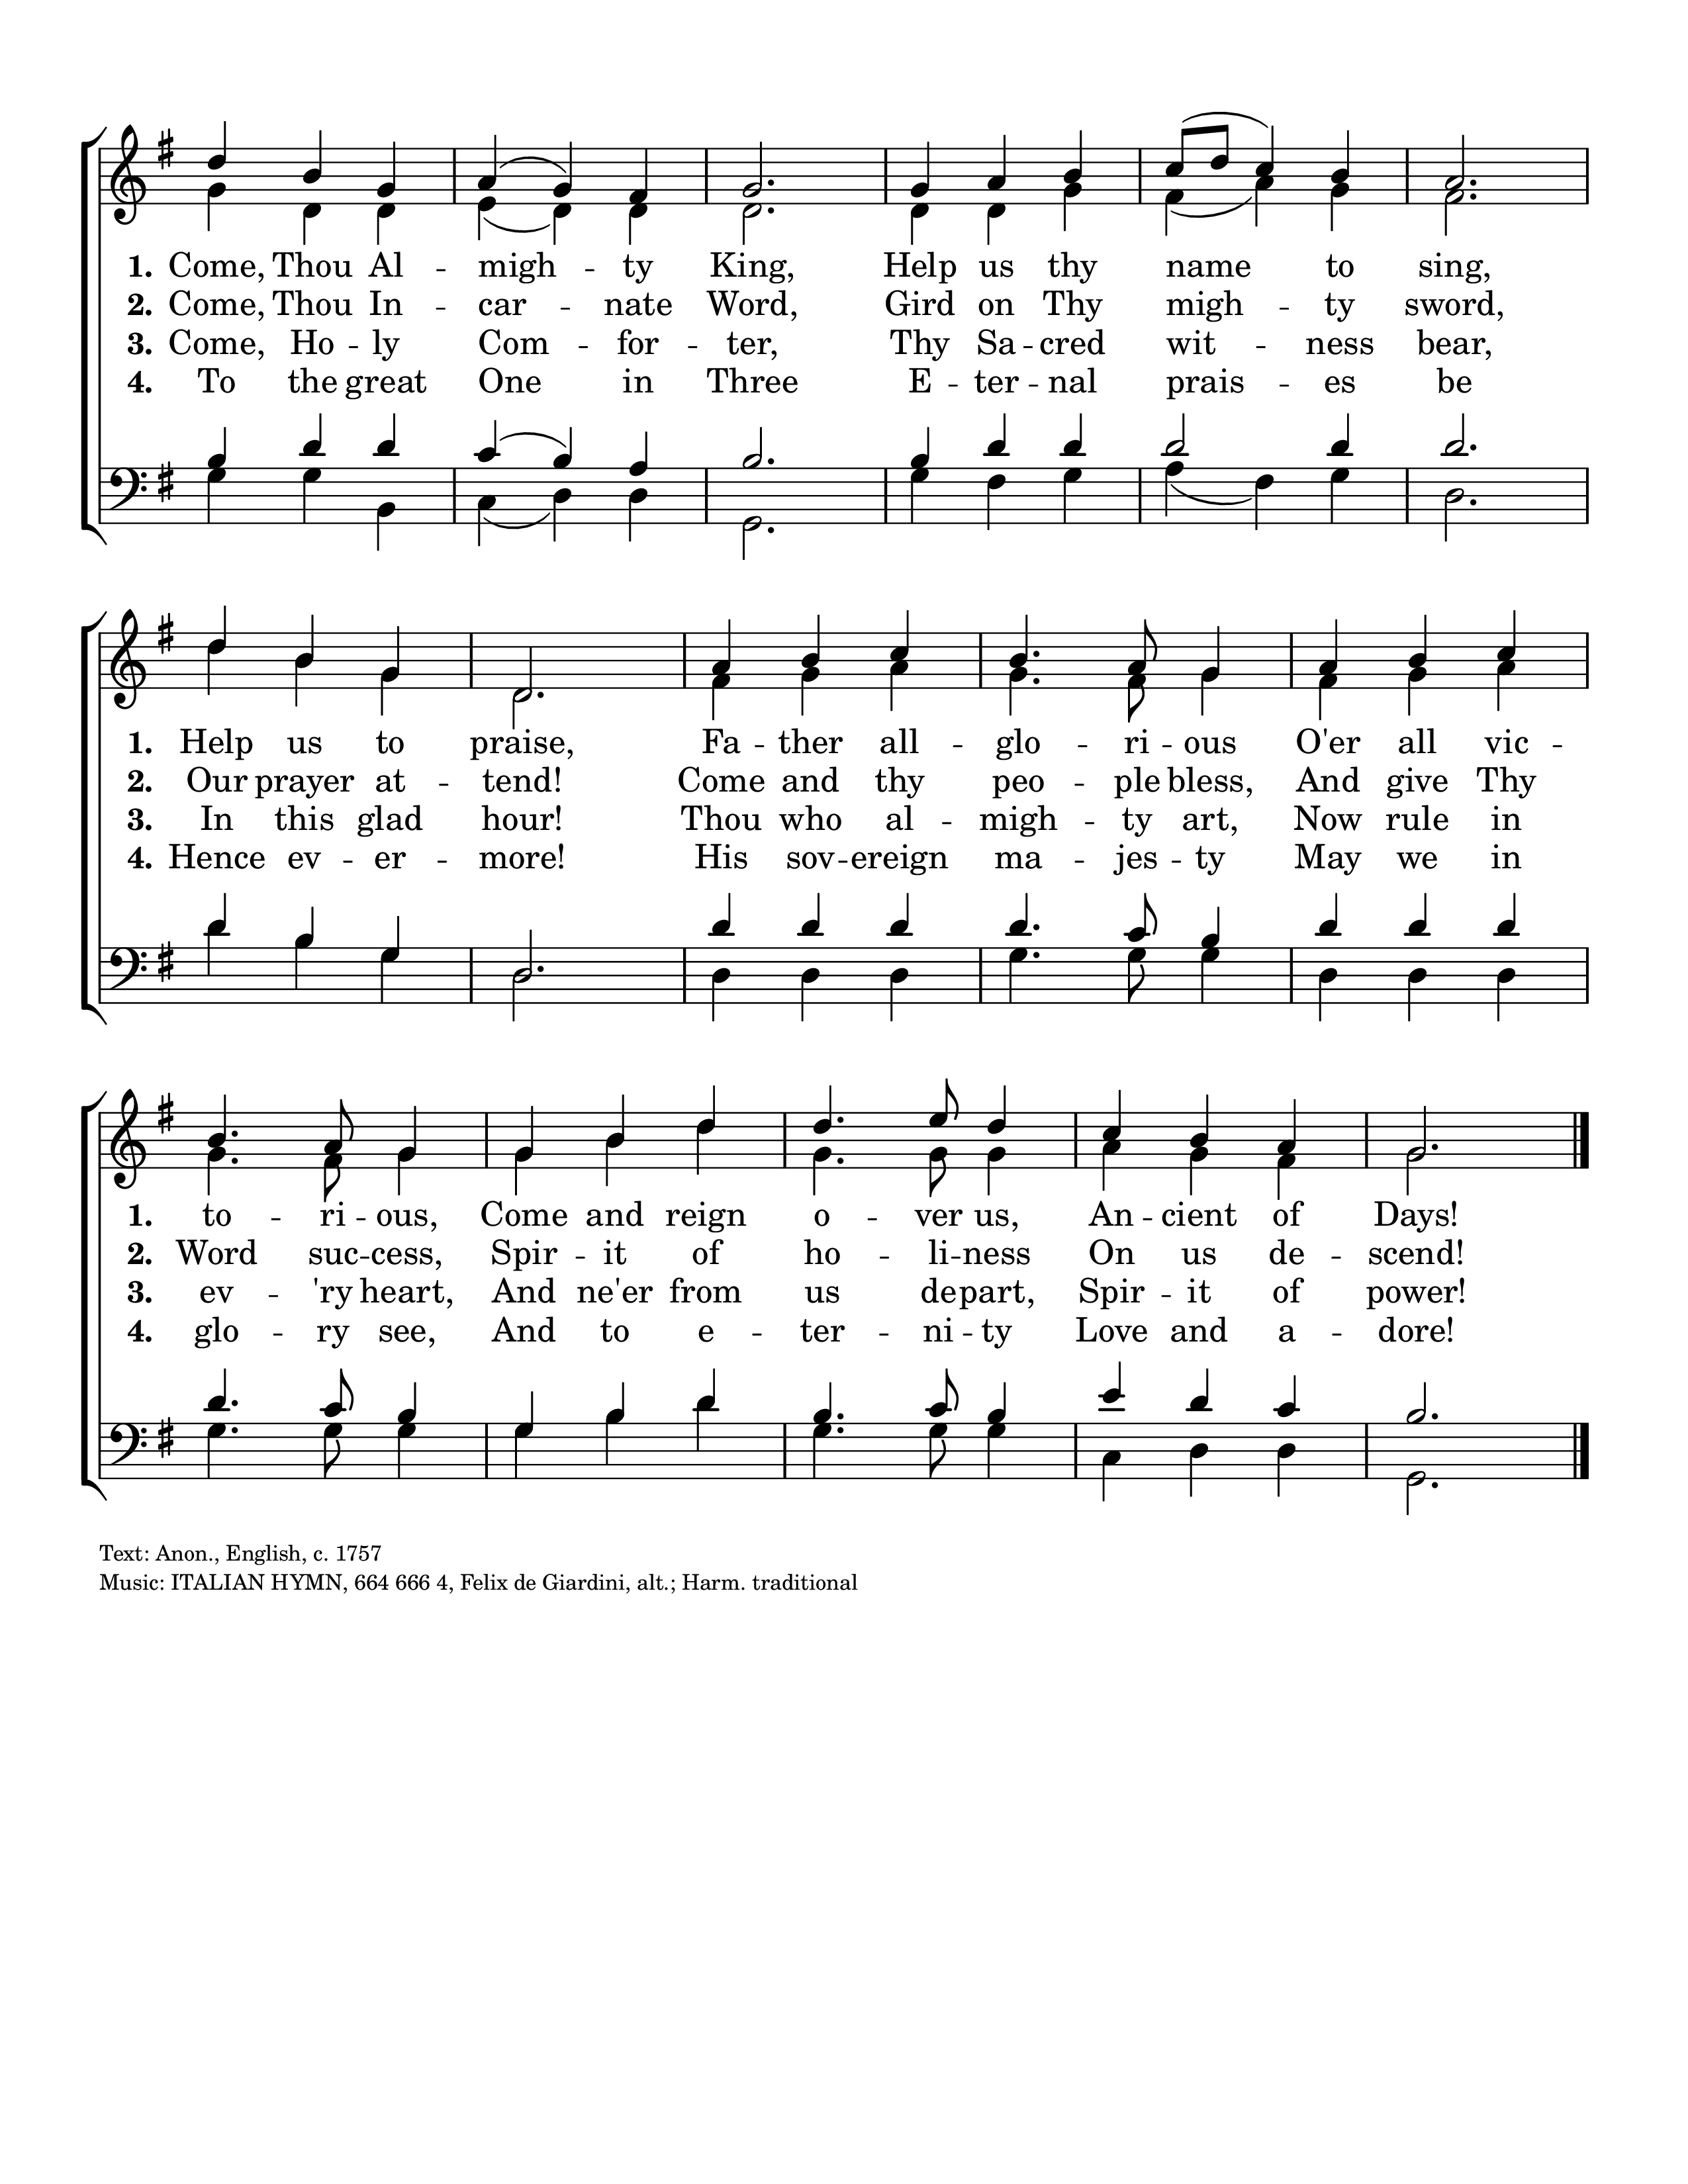 1. Come, Thou Al -- migh -- ty King, Help us thy name to sing,
2. Come, Thou In -- car -- nate Word, Gird on Thy migh -- ty sword,
3. Come, Ho -- ly Com -- for -- ter, Thy Sa -- cred wit -- ness bear,
4. To the great One in Three E -- ter -- nal prais -- es be
1. Help us to praise, Fa -- ther all -- glo -- ri -- ous O'er all vic --
2. Our prayer at -- tend! Come and thy peo -- ple bless, And give Thy
3. In this glad hour! Thou who al -- migh -- ty art, Now rule in
4. Hence ev -- er -- more! His sov -- ereign ma -- jes -- ty May we in
1. to -- ri -- ous, Come and reign o -- ver us, An -- cient of Days!
2. Word suc -- cess, Spir -- it of ho -- li -- ness On us de -- scend!
3. ev -- 'ry heart, And ne'er from us de -- part, Spir -- it of power!
4. glo -- ry see, And to e -- ter -- ni -- ty Love and a -- dore!
Text: Anon., English, c. 1757
Music: ITALIAN HYMN, 664 666 4, Felix de Giardini, alt.; Harm. traditional